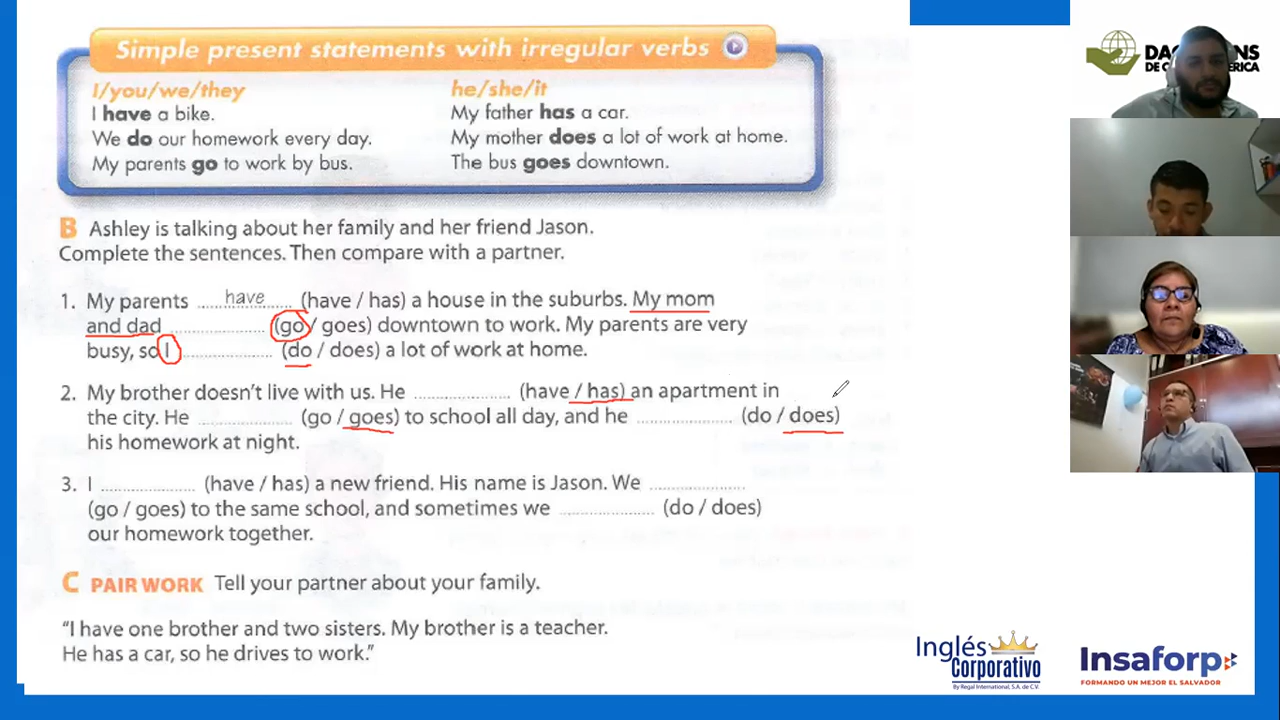 Simple present statements with irregular verbs
I/you/we/they
he/she/it
I have a bike.
My father has a car.
We do our homework every day.
My mother does a lot of work at home.
My parents go to work by bus.
The bus goes downtown.
B Ashley is talking about her family and her friend Jason.
Complete the sentences. Then compare with a partner.
1. My parents have (have / has) a house in the suburbs. My mom
and dad (go / goes) downtown to work. My parents are very
busy, so I (do / does) a lot of work at home.
2. My brother doesn't live with us. He (have / has) an apartment in
the city. He (go / goes) to school all day, and he (do / does)
his homework at night.
3. I (have / has) a new friend. His name is Jason. We
(go / goes) to the same school, and sometimes we (do / does)
our homework together.
C PAIR WORK Tell your partner about your family.
"I have one brother and two sisters. My brother is a teacher.
He has a car, so he drives to work."
Inglés
Corporativo
By Regal International, S.A. de C.V.
Insaforp
FORMANDO UN MEJOR EL SALVADOR